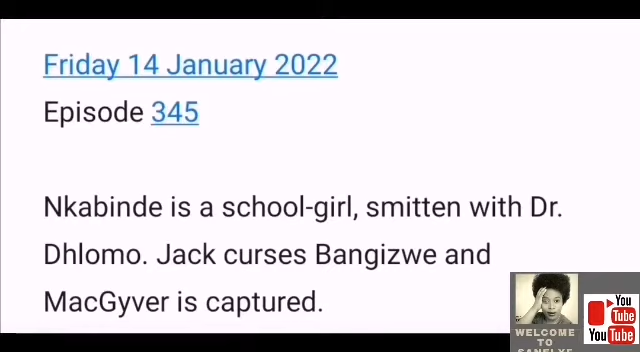 Friday 14 January 2022
Episode 345
Nkabinde is a school-girl, smitten with Dr.
Dhlomo. Jack curses Bangizwe and
MacGyver is captured.
WELCOME
TO
You
Tube
You Tube